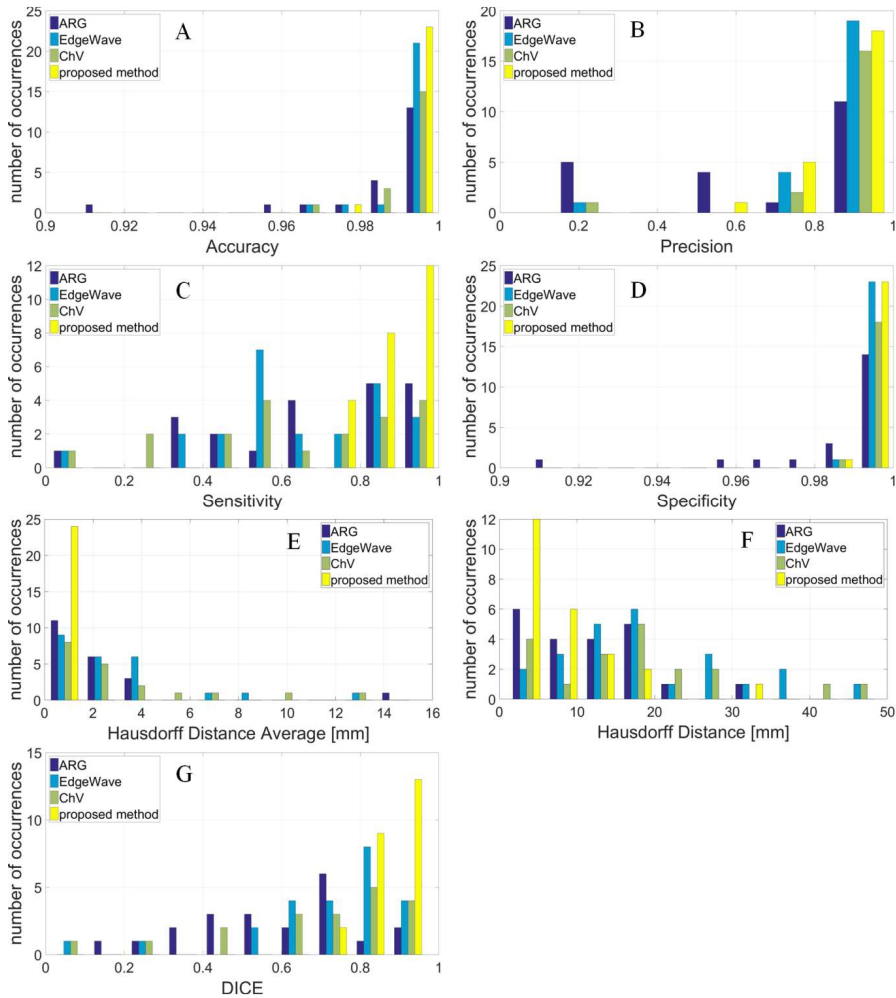 A
ARG
EdgeWave
ChV
proposed method
number of occurrences
25
20
15
10
5
0
0.9 0.92 0.94 0.96 0.98 1
Accuracy
B
ARG
EdgeWave
ChV
proposed method
number of occurrences
20
15
10
5
0
0 0.2 0.4 0.6 0.8 1
Precision
C
ARG
EdgeWave
ChV
proposed method
number of occurrences
12
10
8
6
4
2
0
0 0.2 0.4 0.6 0.8 1
Sensitivity
D
ARG
EdgeWave
ChV
proposed method
number of occurrences
25
20
15
10
5
0
0.9 0.92 0.94 0.96 0.98 1
Specificity
E
ARG
EdgeWave
ChV
proposed method
number of occurrences
25
20
15
10
5
0
0 2 4 6 8 10 12 14 16
Hausdorff Distance Average [mm]
F
ARG
EdgeWave
ChV
proposed method
number of occurrences
12
10
8
6
4
2
0
0 10 20 30 40 50
Hausdorff Distance [mm]
G
ARG
EdgeWave
ChV
proposed method
number of occurrences
15
10
5
0
0 0.2 0.4 0.6 0.8 1
DICE